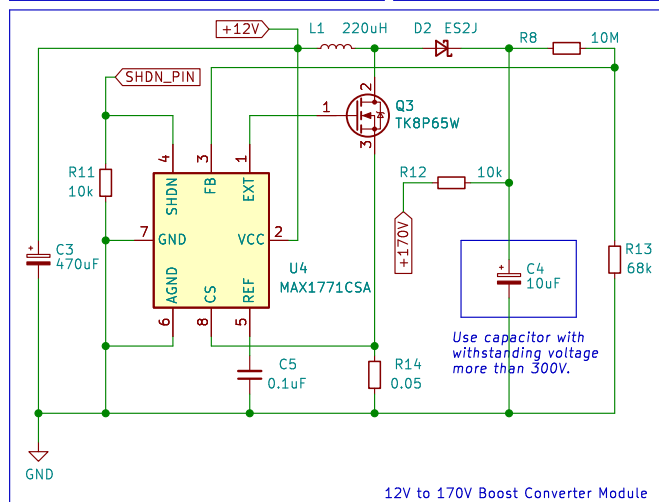 +12V
L1 220uH
D2 ES2J
R8 10M
SHDN_PIN
2
1
Q3
TK8P65W
3
R11
10k
4
3
1
SHDN
FB
EXT
R12 10k
+170V
7
GND
VCC
2
C3
470uF
U4
MAX1771CSA
AGND
CS
REF
6
8
5
R13
68k
+
C4
10uF
+
Use capacitor with
withstanding voltage
more than 300V.
C5
0.1uF
R14
0.05
GND
12V to 170V Boost Converter Module